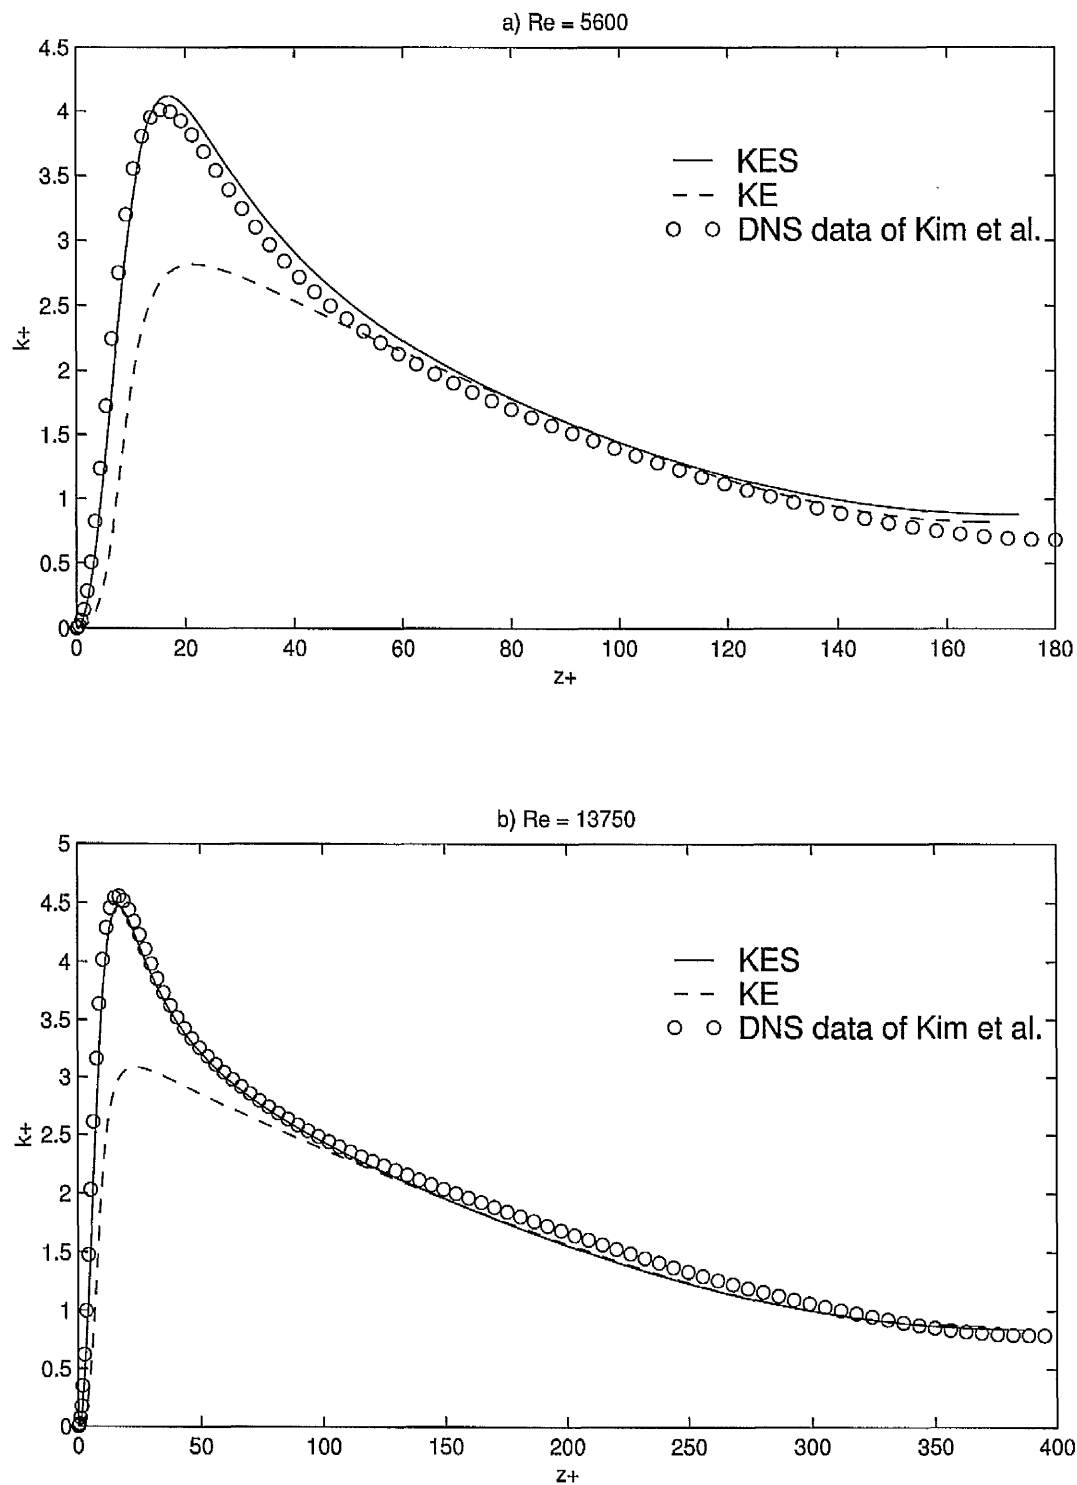 a) Re = 5600
4.5
4
3.5
3
2.5
2
1.5
1
0.5
0
k+
KES
KE
DNS data of Kim et al.
0 20 40 60 80 100 120 140 160 180
z+
b) Re = 13750
5
4.5
4
3.5
3
2.5
2
1.5
1
0.5
0
k+
KES
KE
DNS data of Kim et al.
0 50 100 150 200 250 300 350 400
z+